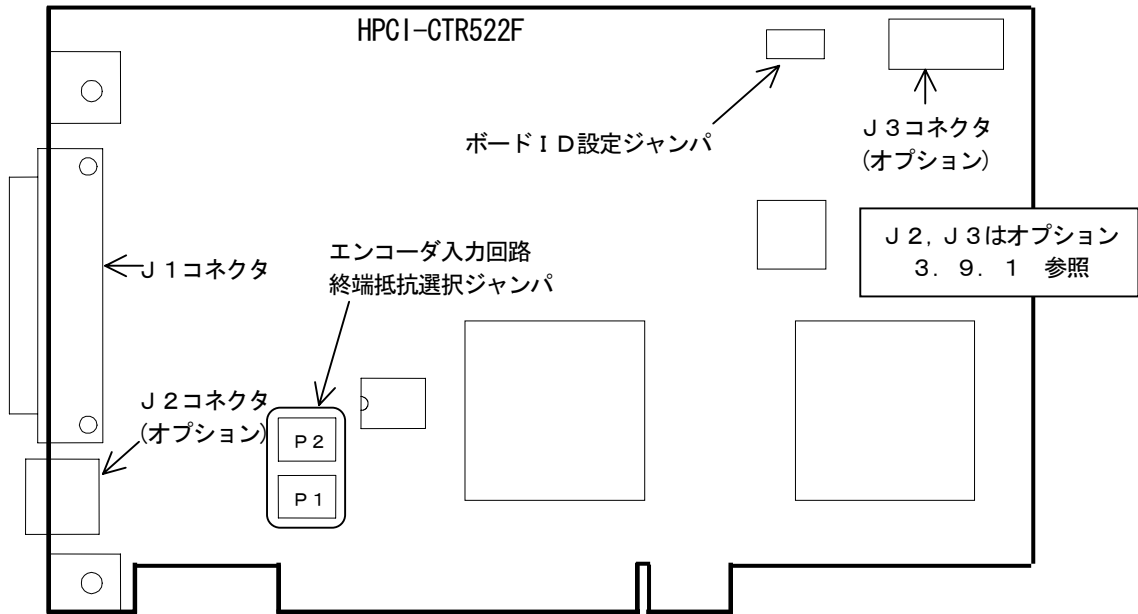 HPCI-CTR522F
ボードＩＤ設定ジャンパ
Ｊ３コネクタ
(オプション)
Ｊ２，Ｊ３はオプション
３．９．１　参照
エンコーダ入力回路
終端抵抗選択ジャンパ
Ｊ１コネクタ
Ｊ２コネクタ
(オプション)
Ｐ２
Ｐ１